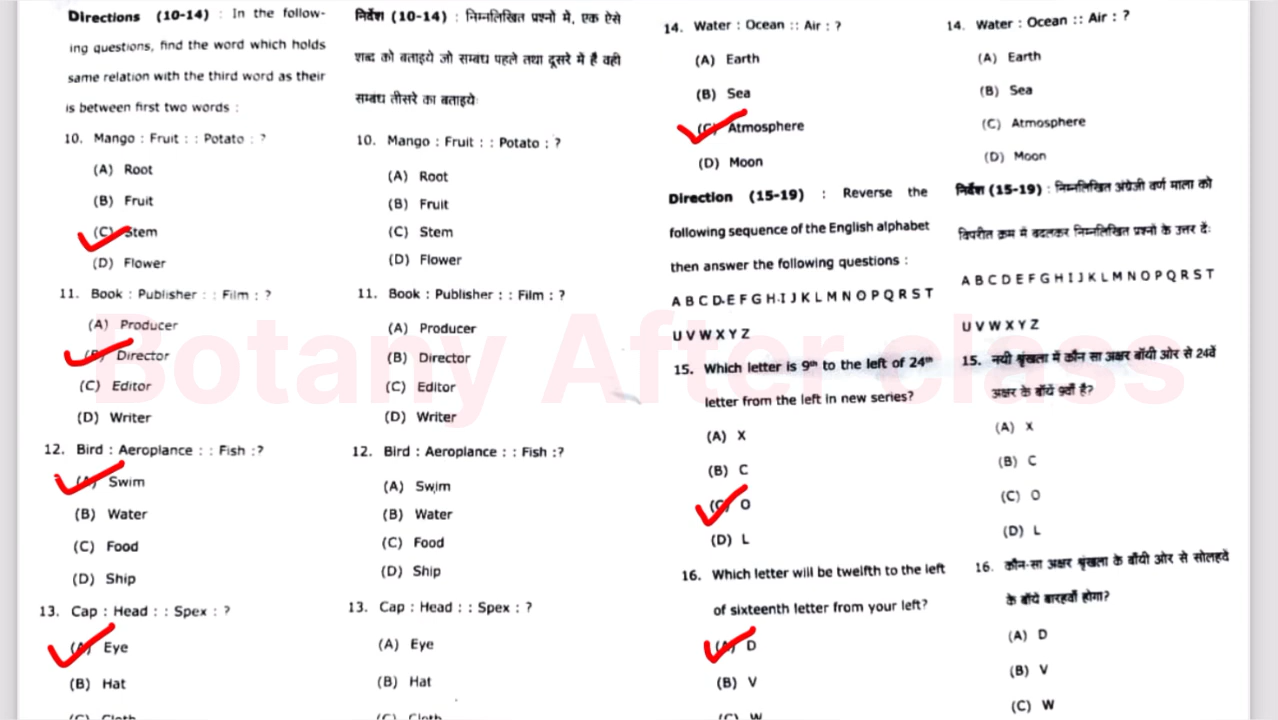 Directions (10-14) : In the follow-
ing questions, find the word which holds
same relation with the third word as their
is between first two words :
10. Mango : Fruit : : Potato : ?
(A) Root
(B) Fruit
(C) Stem
(D) Flower
11. Book : Publisher : : Film : ?
(A) Producer
(B) Director
(C) Editor
(D) Writer
12. Bird : Aeroplance : : Fish :?
(A) Swim
(B) Water
(C) Food
(D) Ship
13. Cap : Head : : Spex : ?
(A) Eye
(B) Hat
(C) Cloth
निर्देश (10-14) : निम्नलिखित प्रश्नो में, एक ऐसे
शब्द को बताइये जो सम्बध पहले तथा दूसरे में है वही
सम्बध तीसरे का बताइयेः
10. Mango : Fruit : : Potato : ?
(A) Root
(B) Fruit
(C) Stem
(D) Flower
11. Book : Publisher : : Film : ?
(A) Producer
(B) Director
(C) Editor
(D) Writer
12. Bird : Aeroplance : : Fish :?
(A) Swim
(B) Water
(C) Food
(D) Ship
13. Cap : Head : : Spex : ?
(A) Eye
(B) Hat
(C) Cloth
14. Water : Ocean :: Air : ?
(A) Earth
(B) Sea
(C) Atmosphere
(D) Moon
Direction (15-19) : Reverse the
following sequence of the English alphabet
then answer the following questions :
A B C D E F G H I J K L M N O P Q R S T
U V W X Y Z
15. Which letter is 9th to the left of 24th
letter from the left in new series?
(A) X
(B) C
(C) O
(D) L
16. Which letter will be twelfth to the left
of sixteenth letter from your left?
(A) D
(B) V
(C) W
14. Water : Ocean :: Air : ?
(A) Earth
(B) Sea
(C) Atmosphere
(D) Moon
निर्देश (15-19) : निम्नलिखित अंग्रेजी वर्ण माला को
विपरीत क्रम में बदलकर निम्नलिखित प्रश्नो के उत्तर देंः
A B C D E F G H I J K L M N O P Q R S T
U V W X Y Z
15. नयी श्रृंखला में कौन सा अक्षर बाँयी ओर से 24वें
अक्षर के बाँयें 9वाँ है?
(A) X
(B) C
(C) O
(D) L
16. कौन-सा अक्षर श्रृंखला के बाँयी ओर से सोलहवे
के बाँये बारहवाँ होगा?
(A) D
(B) V
(C) W
Botany After class